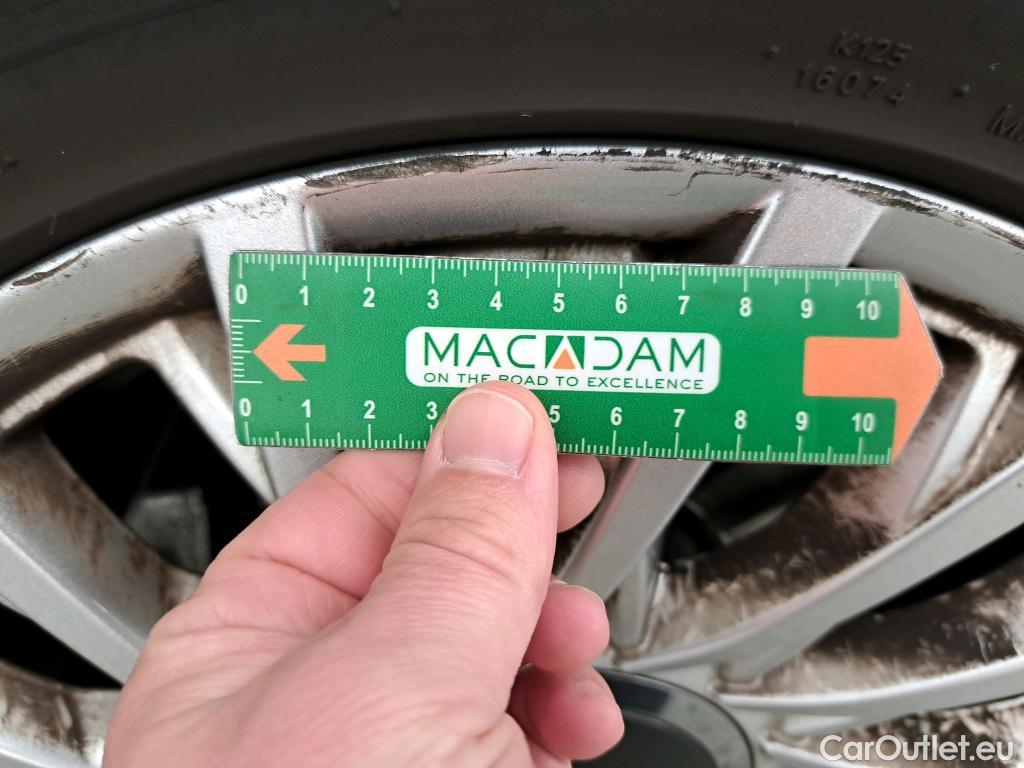 K125
16074
0 1 2 3 4 5 6 7 8 9 10
MACADAM
ON THE ROAD TO EXCELLENCE
0 1 2 3 5 6 7 8 9 10
CarOutlet.eu